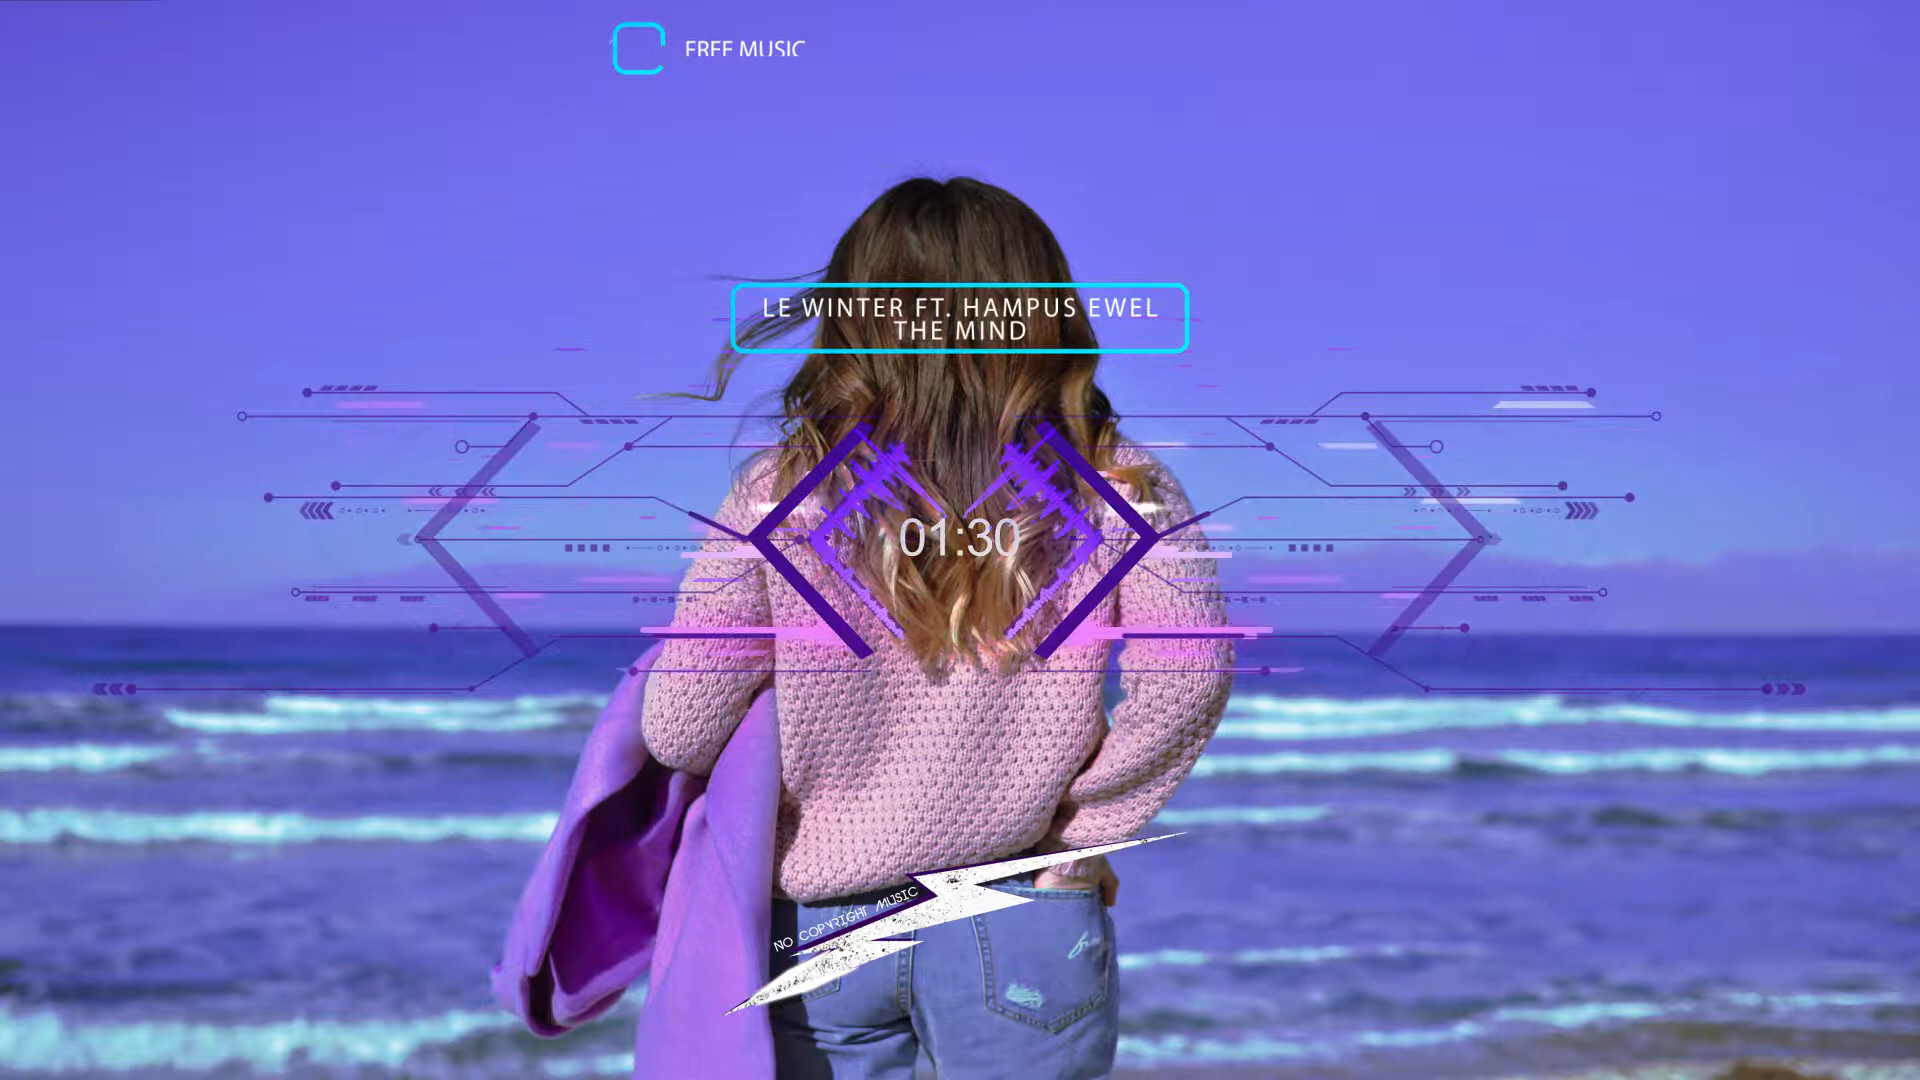 FREE MUSIC
LE WINTER FT. HAMPUS EWEL
THE MIND
01:30
NO COPYRIGHT MUSIC